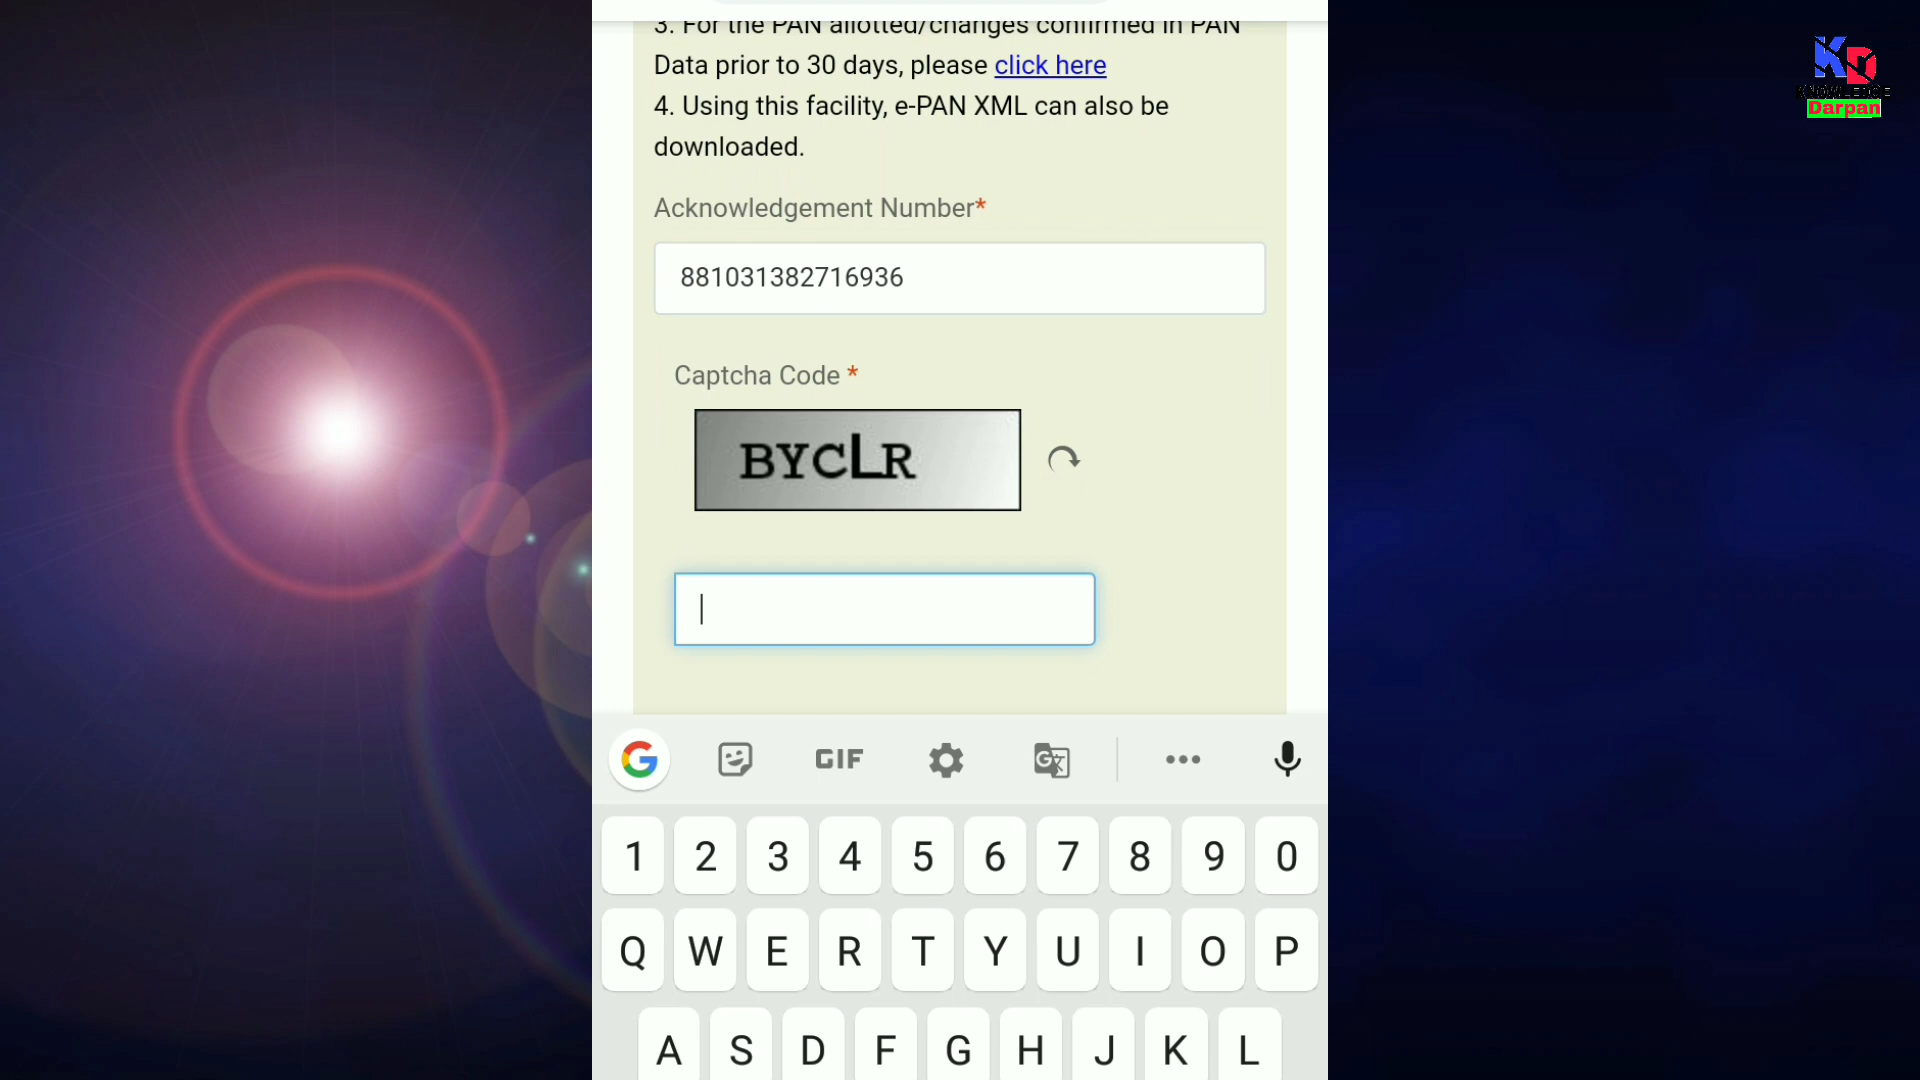 3. For the PAN allotted/changes confirmed in PAN
Data prior to 30 days, please click here
4. Using this facility, e-PAN XML can also be
downloaded.
Acknowledgement Number*
881031382716936
Captcha Code *
BYCLR
GIF
1 2 3 4 5 6 7 8 9 0
Q W E R T Y U I O P
A S D F G H J K L
KD
KNOWLEDGE
Darpan